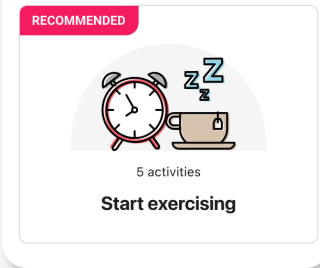 RECOMMENDED
Z
Z
Z
5 activities
Start exercising